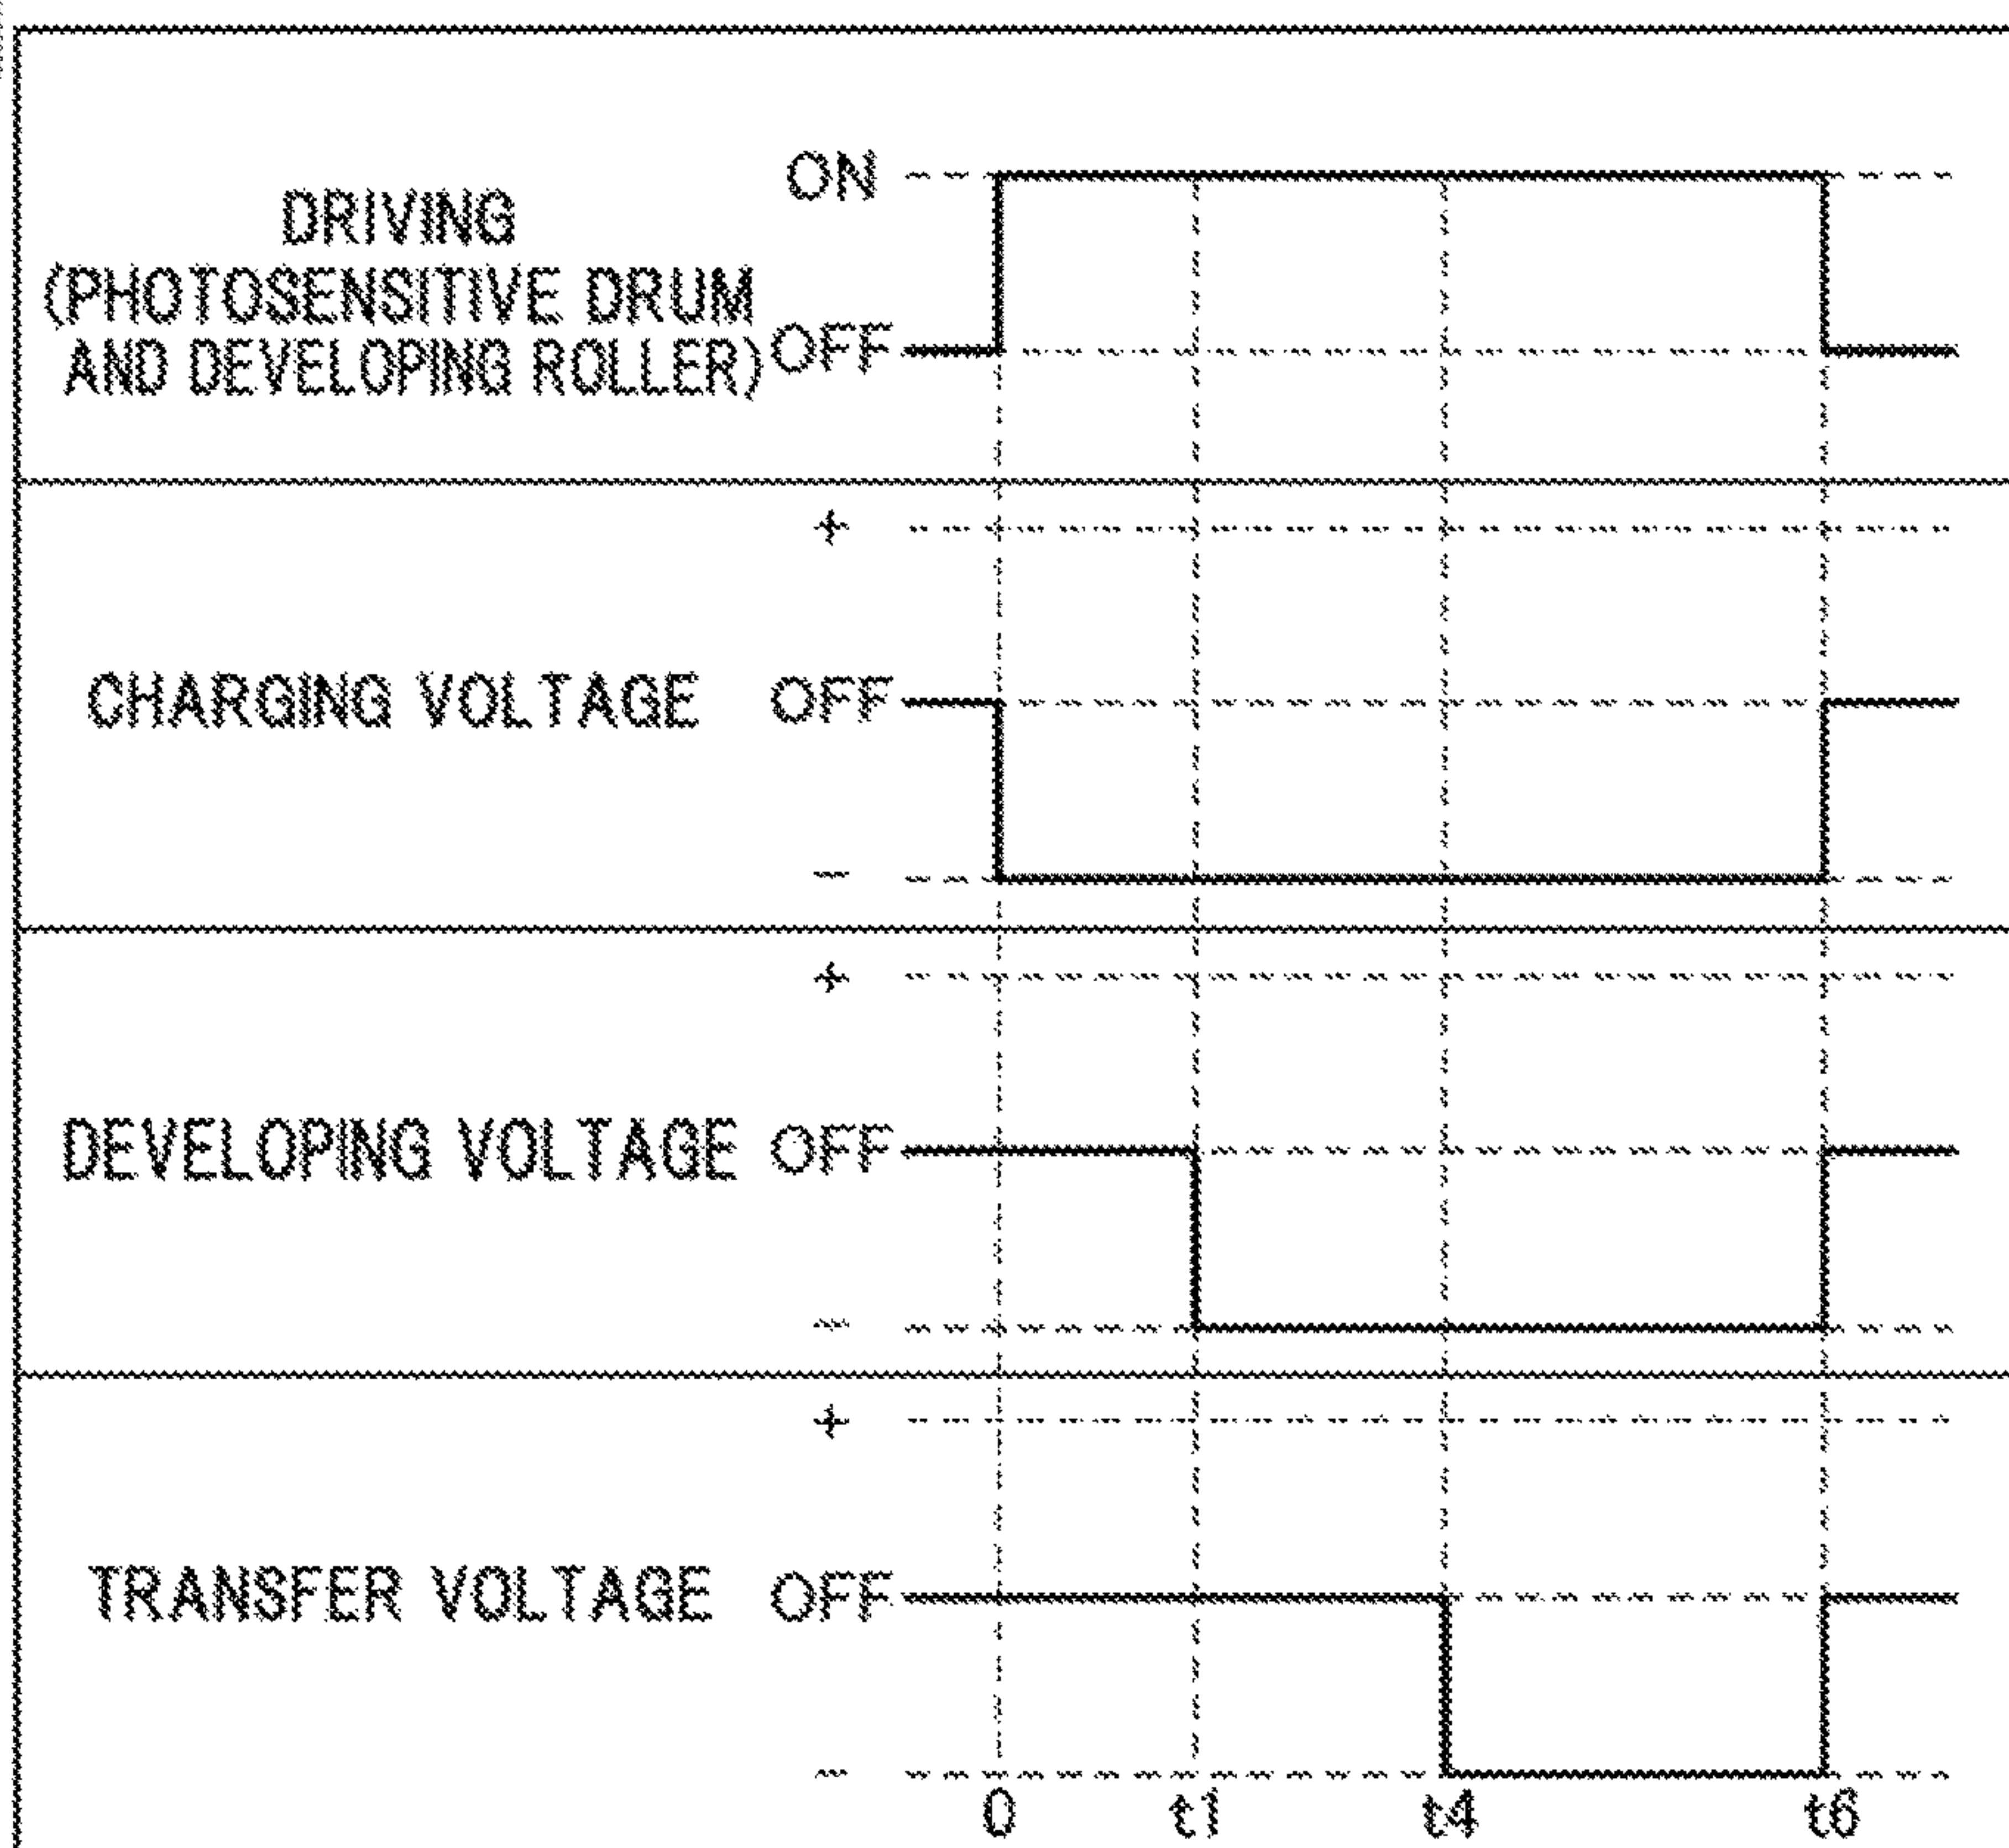 ON
DRIVING
(PHOTOSENSITIVE DRUM
AND DEVELOPING ROLLER) OFF
+
CHARGING VOLTAGE OFF
−
+
DEVELOPING VOLTAGE OFF
−
+
TRANSFER VOLTAGE OFF
−
0 t1 t4 t6